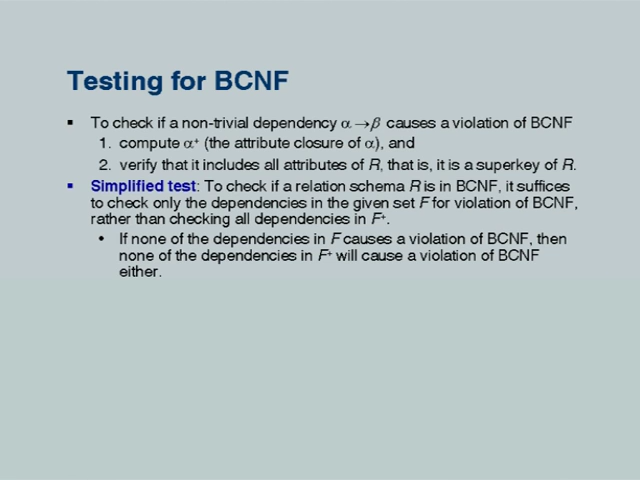 Testing for BCNF
▪ To check if a non-trivial dependency α →β causes a violation of BCNF
1. compute α⁺ (the attribute closure of α), and
2. verify that it includes all attributes of R, that is, it is a superkey of R.
▪ Simplified test: To check if a relation schema R is in BCNF, it suffices
to check only the dependencies in the given set F for violation of BCNF,
rather than checking all dependencies in F⁺.
• If none of the dependencies in F causes a violation of BCNF, then
none of the dependencies in F⁺ will cause a violation of BCNF
either.